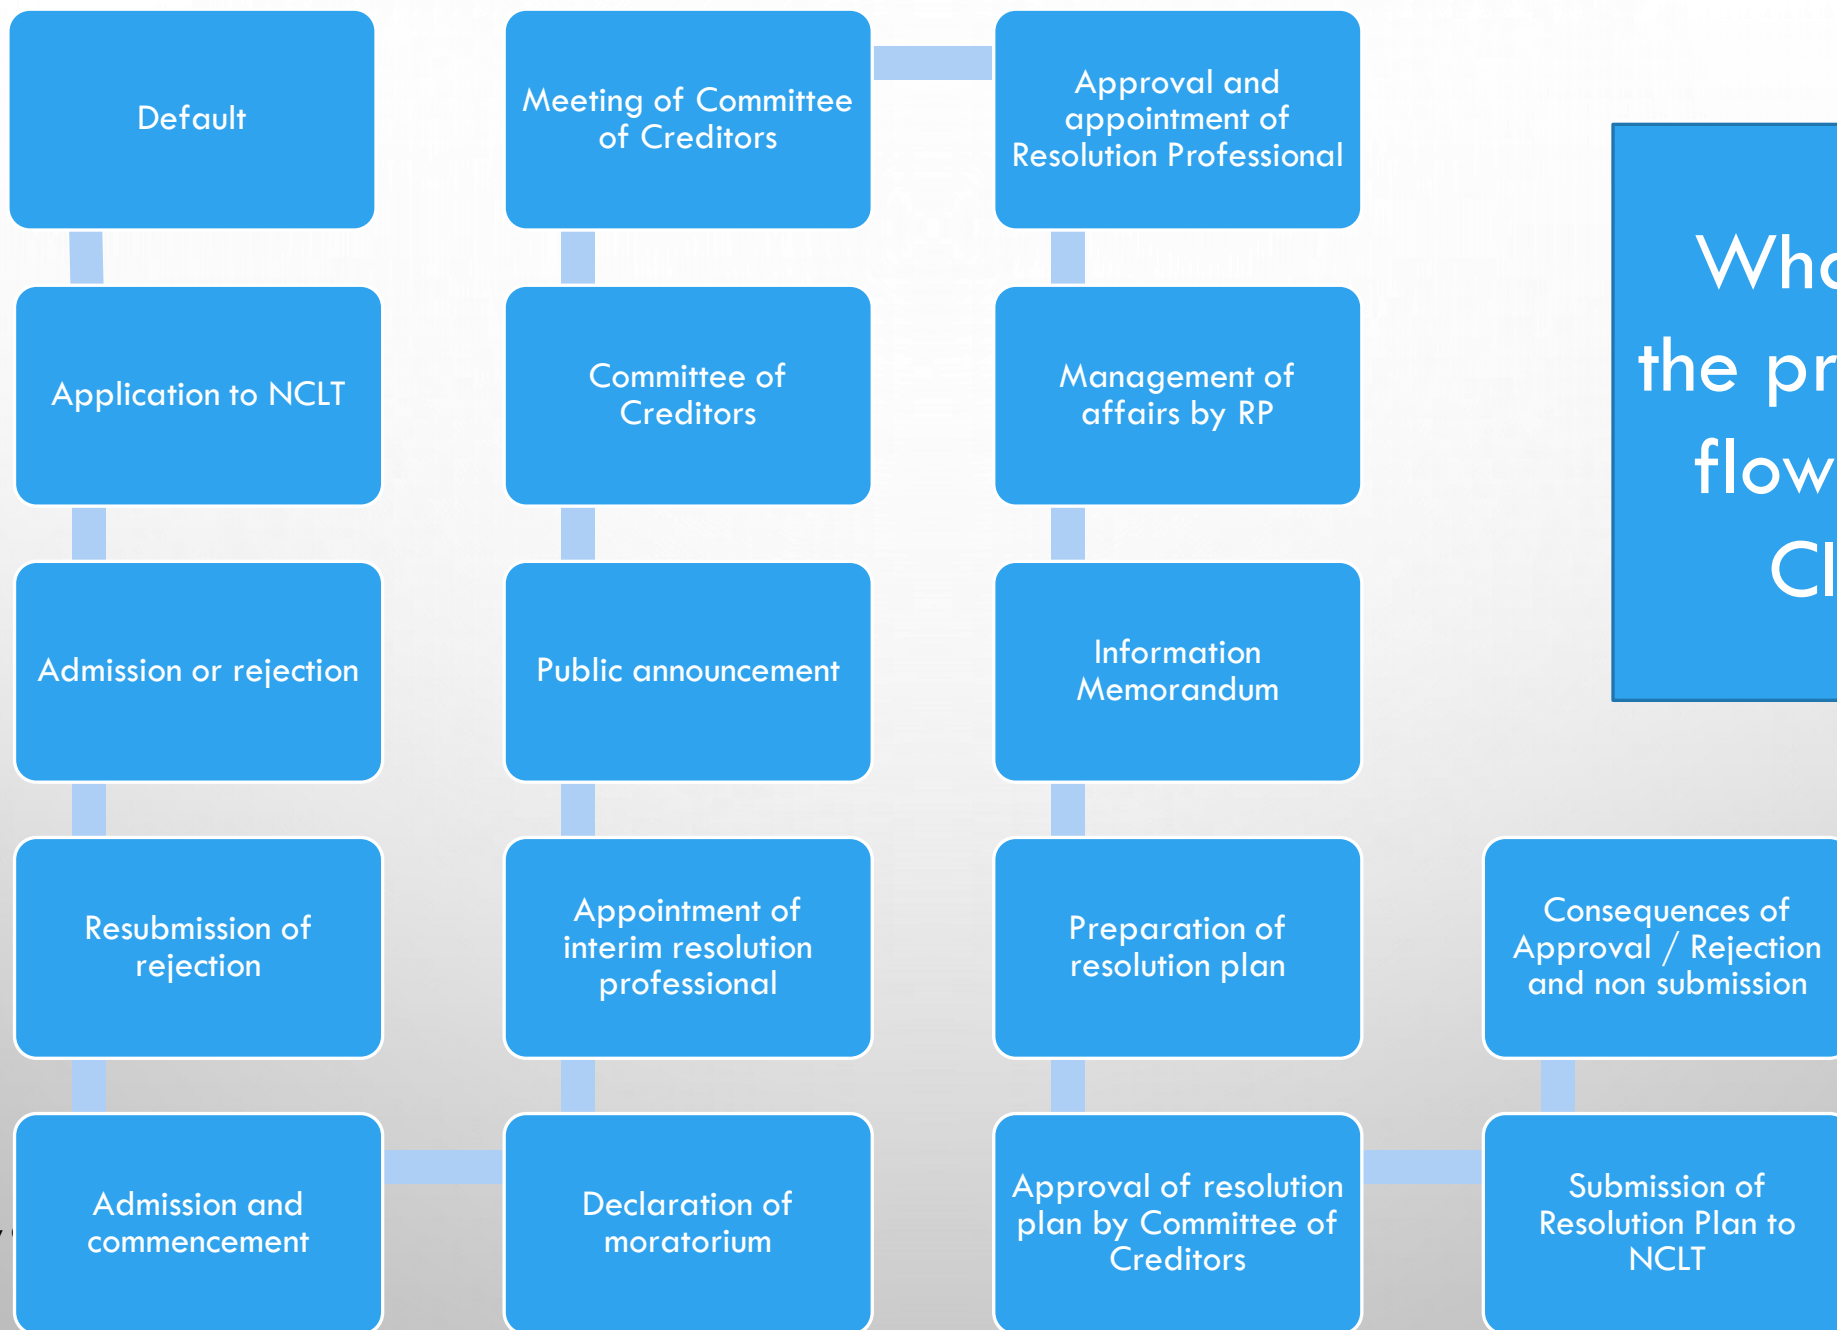 Default
Application to NCLT
Admission or rejection
Resubmission of
rejection
Admission and
commencement
Declaration of
moratorium
Appointment of
interim resolution
professional
Public announcement
Committee of
Creditors
Meeting of Committee
of Creditors
Approval and
appointment of
Resolution Professional
Management of
affairs by RP
Information
Memorandum
Preparation of
resolution plan
Approval of resolution
plan by Committee of
Creditors
Submission of
Resolution Plan to
NCLT
Consequences of
Approval / Rejection
and non submission
the
flow